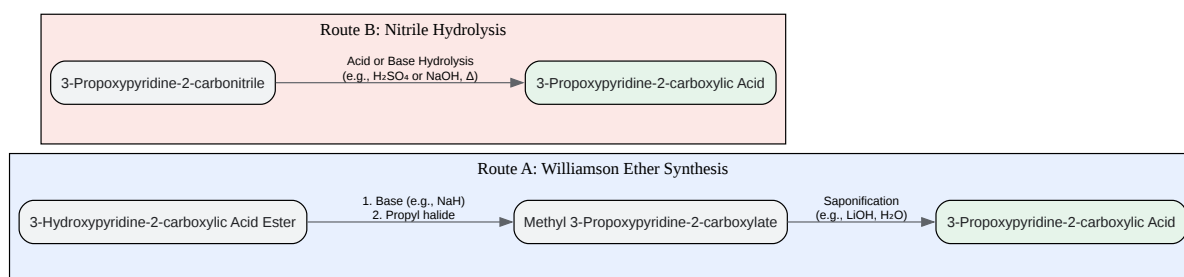 Route B: Nitrile Hydrolysis
3-Propoxypyridine-2-carbonitrile
Acid or Base Hydrolysis
(e.g., H₂SO₄ or NaOH, Δ)
3-Propoxypyridine-2-carboxylic Acid
Route A: Williamson Ether Synthesis
3-Hydroxypyridine-2-carboxylic Acid Ester
1. Base (e.g., NaH)
2. Propyl halide
Methyl 3-Propoxypyridine-2-carboxylate
Saponification
(e.g., LiOH, H₂O)
3-Propoxypyridine-2-carboxylic Acid